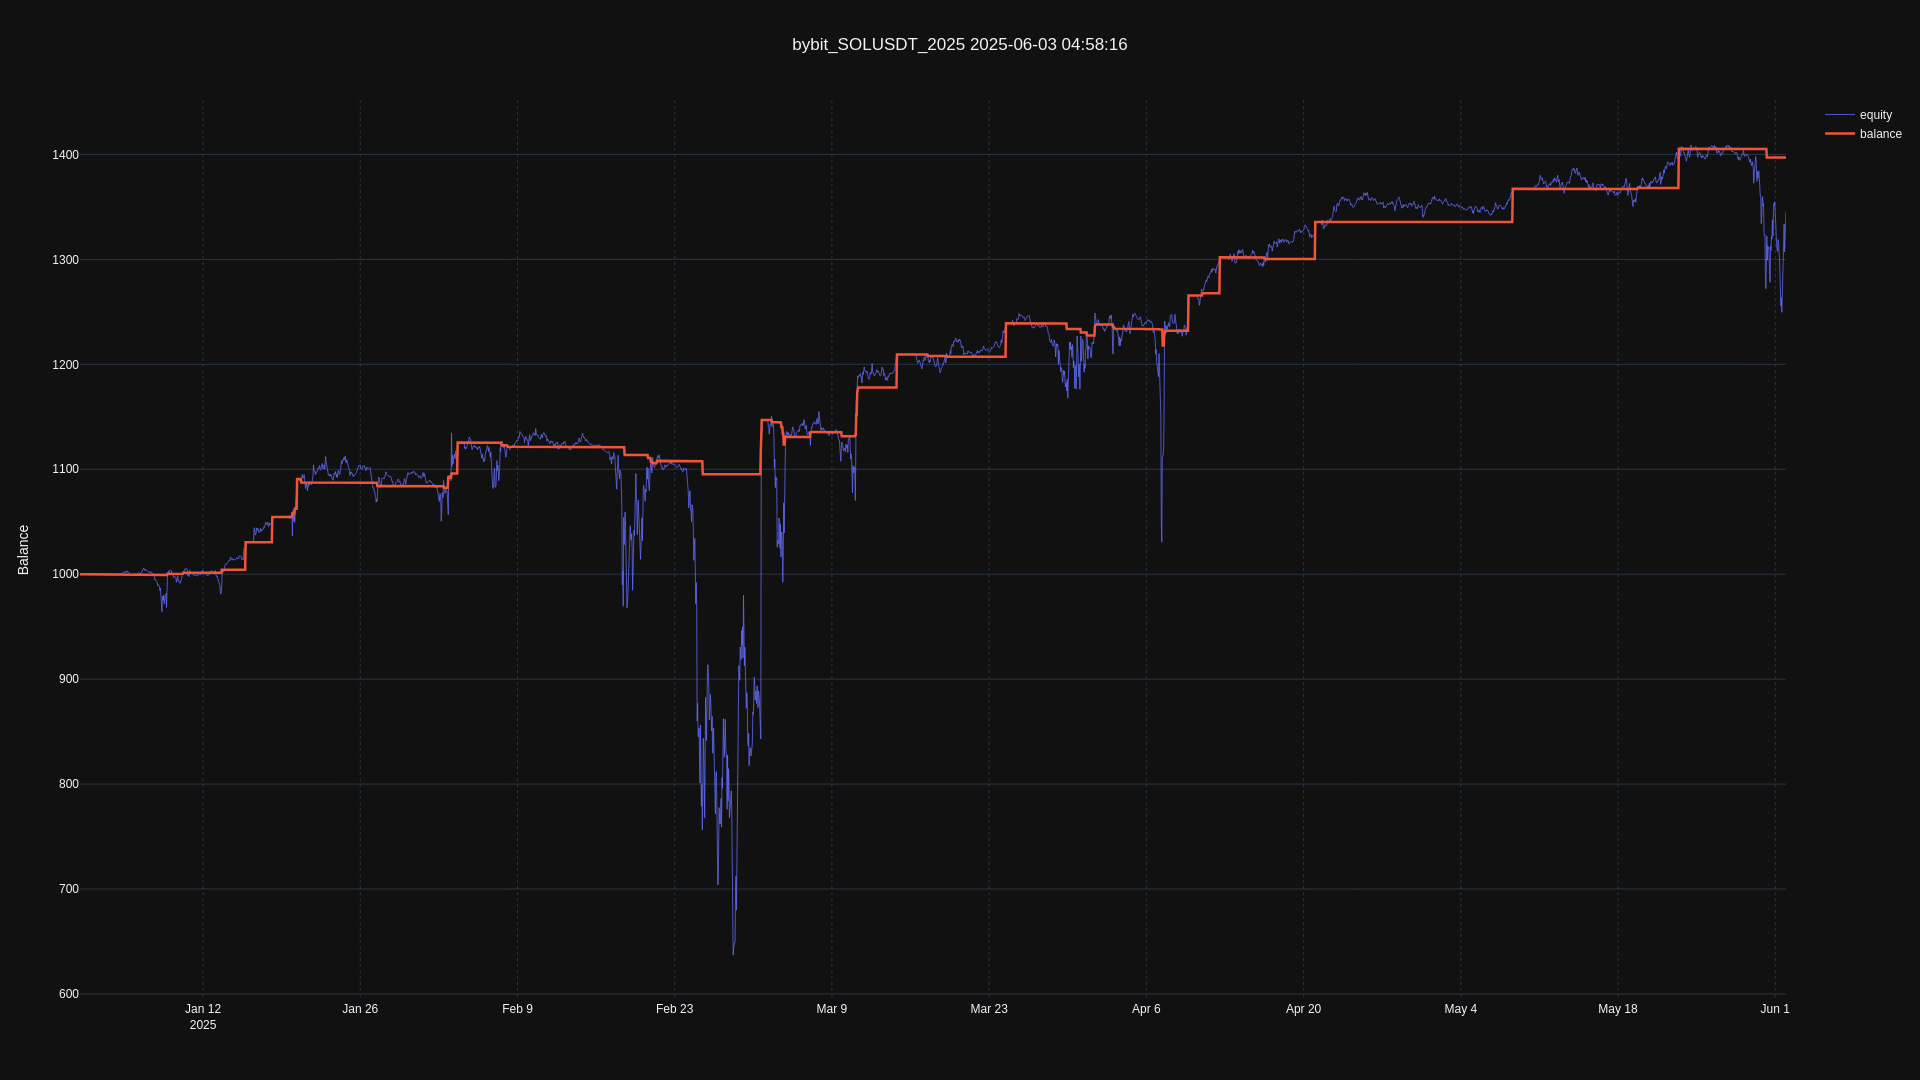 bybit_SOLUSDT_2025 2025-06-03 04:58:16
equity
balance
Balance
1400
1300
1200
1100
1000
900
800
700
600
Jan 12 Jan 26 Feb 9 Feb 23 Mar 9 Mar 23 Apr 6 Apr 20 May 4 May 18 Jun 1
2025